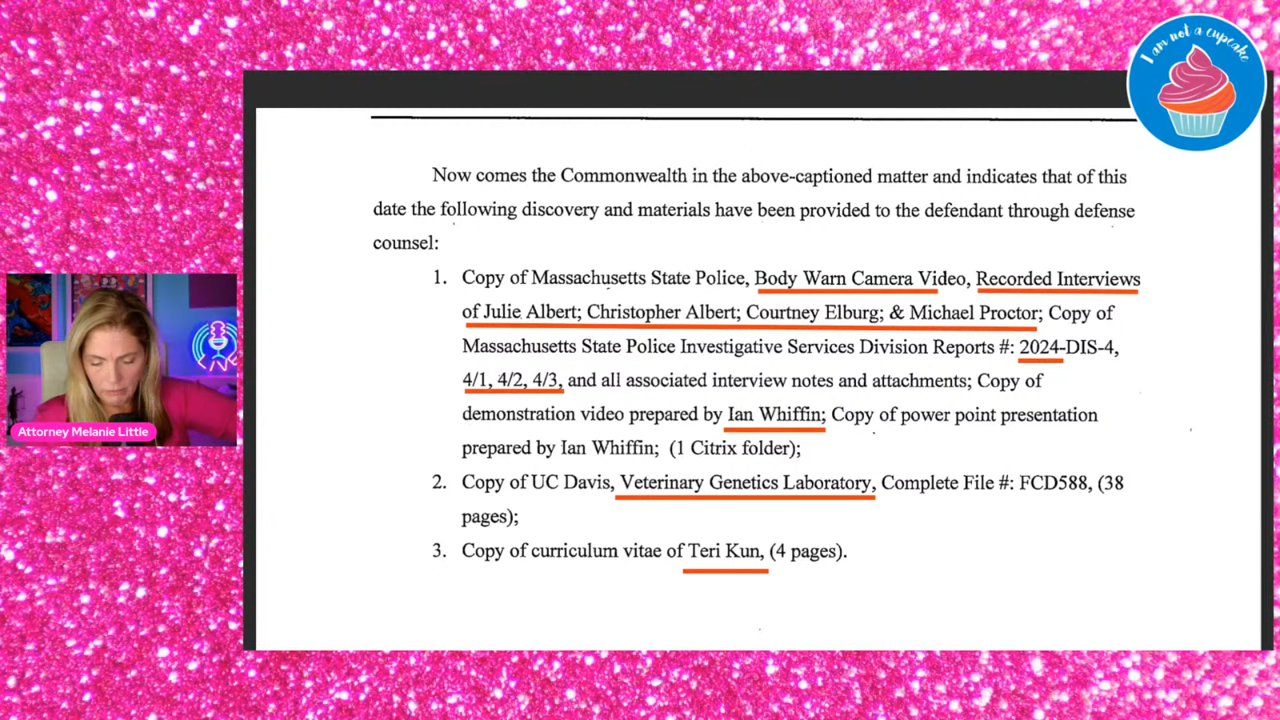 I am not a cupcake
Now comes the Commonwealth in the above-captioned matter and indicates that of this
date the following discovery and materials have been provided to the defendant through defense
counsel:
1. Copy of Massachusetts State Police, Body Warn Camera Video, Recorded Interviews
of Julie Albert; Christopher Albert; Courtney Elburg; & Michael Proctor; Copy of
Massachusetts State Police Investigative Services Division Reports #: 2024-DIS-4,
4/1, 4/2, 4/3, and all associated interview notes and attachments; Copy of
demonstration video prepared by Ian Whiffin; Copy of power point presentation
prepared by Ian Whiffin; (1 Citrix folder);
2. Copy of UC Davis, Veterinary Genetics Laboratory, Complete File #: FCD588, (38
pages);
3. Copy of curriculum vitae of Teri Kun, (4 pages).
Attorney Melanie Little